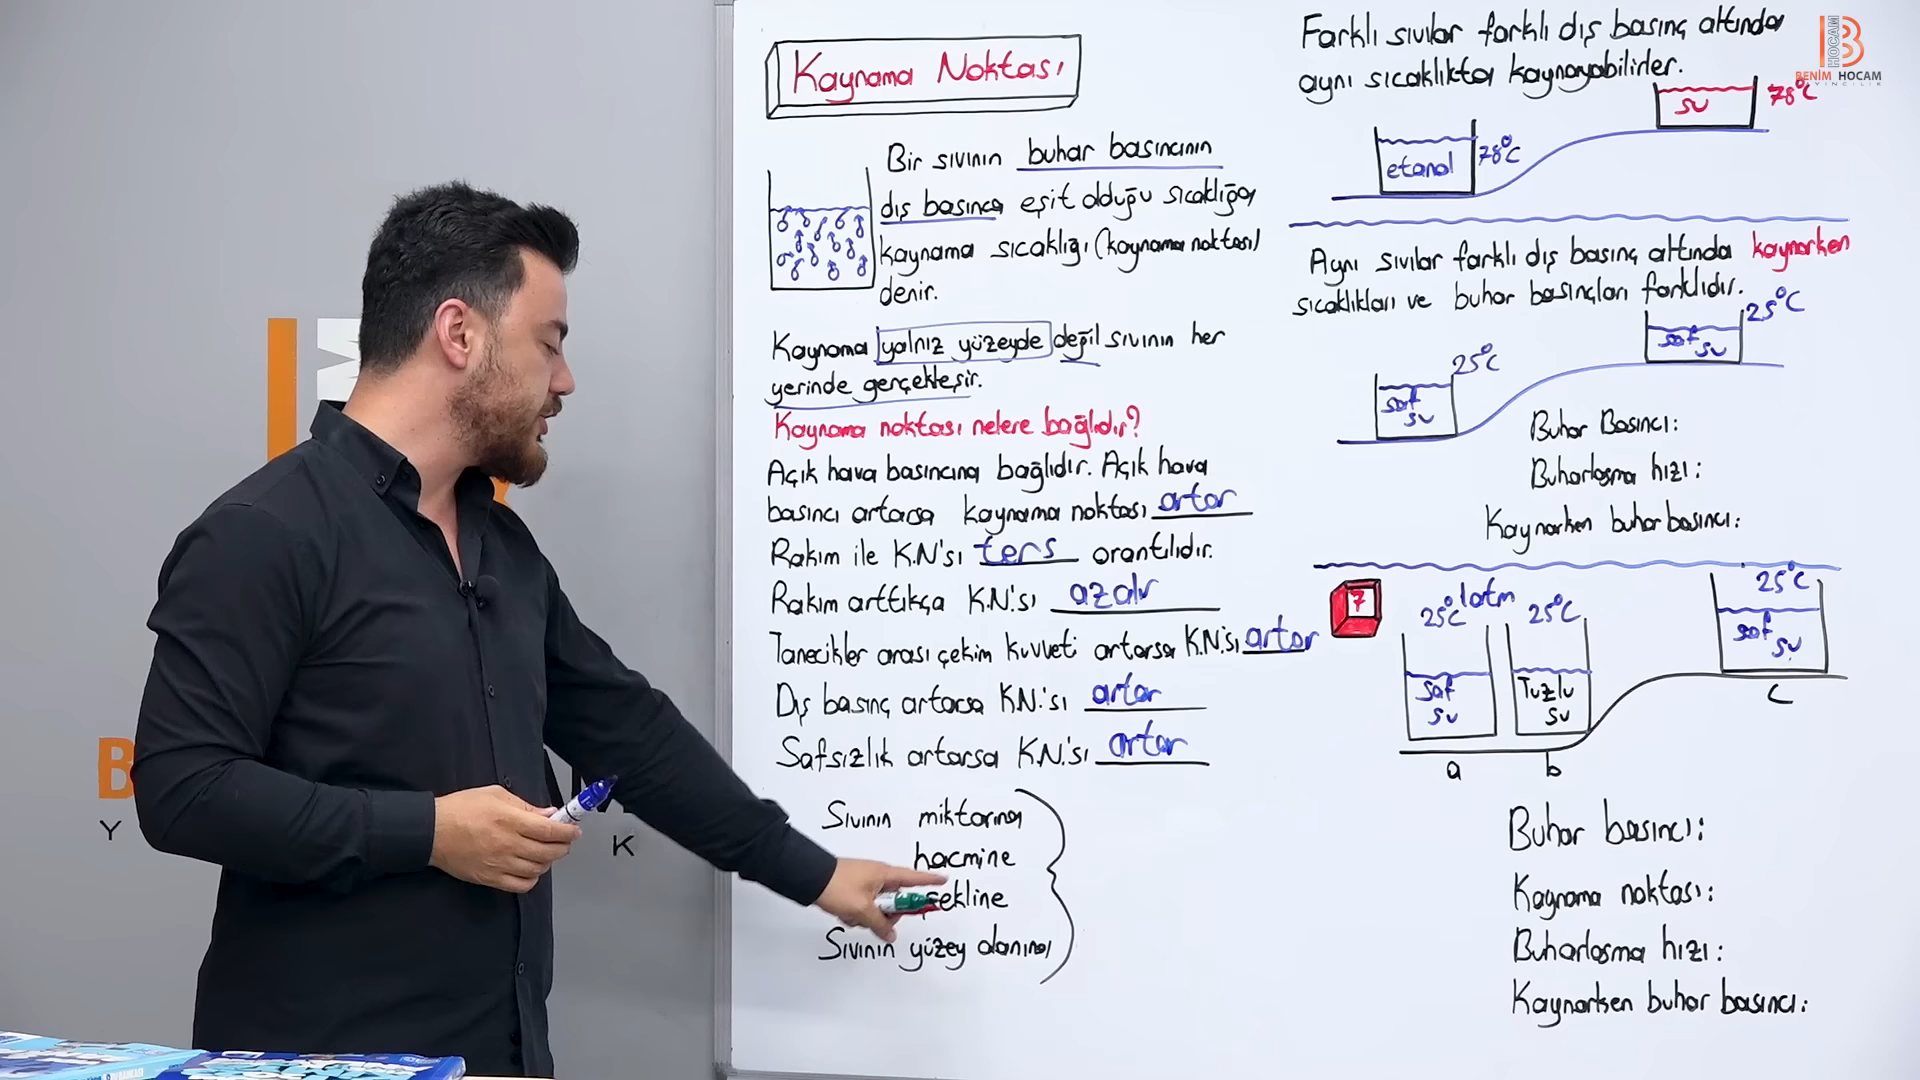 Kaynama Noktası
Bir sıvının buhar basıncının
dış basınca eşit olduğu sıcaklığa
kaynama sıcaklığı (kaynama noktası)
denir.
Kaynama yalnız yüzeyde değil sıvının her
yerinde gerçekleşir.
Kaynama noktası nelere bağlıdır?
Açık hava basıncına bağlıdır. Açık hava
basıncı artarsa kaynama noktası artar
Rakım ile K.N'sı ters orantılıdır.
Rakım arttıkça K.N.'sı azalır
Tanecikler arası çekim kuvveti artarsa K.N.'sı artar
Dış basınç artarsa K.N.'sı artar
Safsızlık artarsa K.N.'sı artar
Sıvının miktarına
hacmine
şekline
Sıvının yüzey alanına
Farklı sıvılar farklı dış basınç altında
aynı sıcaklıkta kaynayabilirler.
su
78°C
etanol
78°C
Aynı sıvılar farklı dış basınç altında kaynarken
sıcaklıkları ve buhar basınçları farklıdır.
25°C
saf
su
25°C
saf
su
Buhar Basıncı:
Buharlaşma hızı:
Kaynarken buhar basıncı:
7
1atm
25°C
25°C
25°C
saf
su
Saf
su
Tuzlu
su
a
b
c
Buhar basıncı:
Kaynama noktası:
Buharlaşma hızı:
Kaynarken buhar basıncı:
HOCAM
BENİM HOCAM
YAYINCILIK
B
M
Y
K